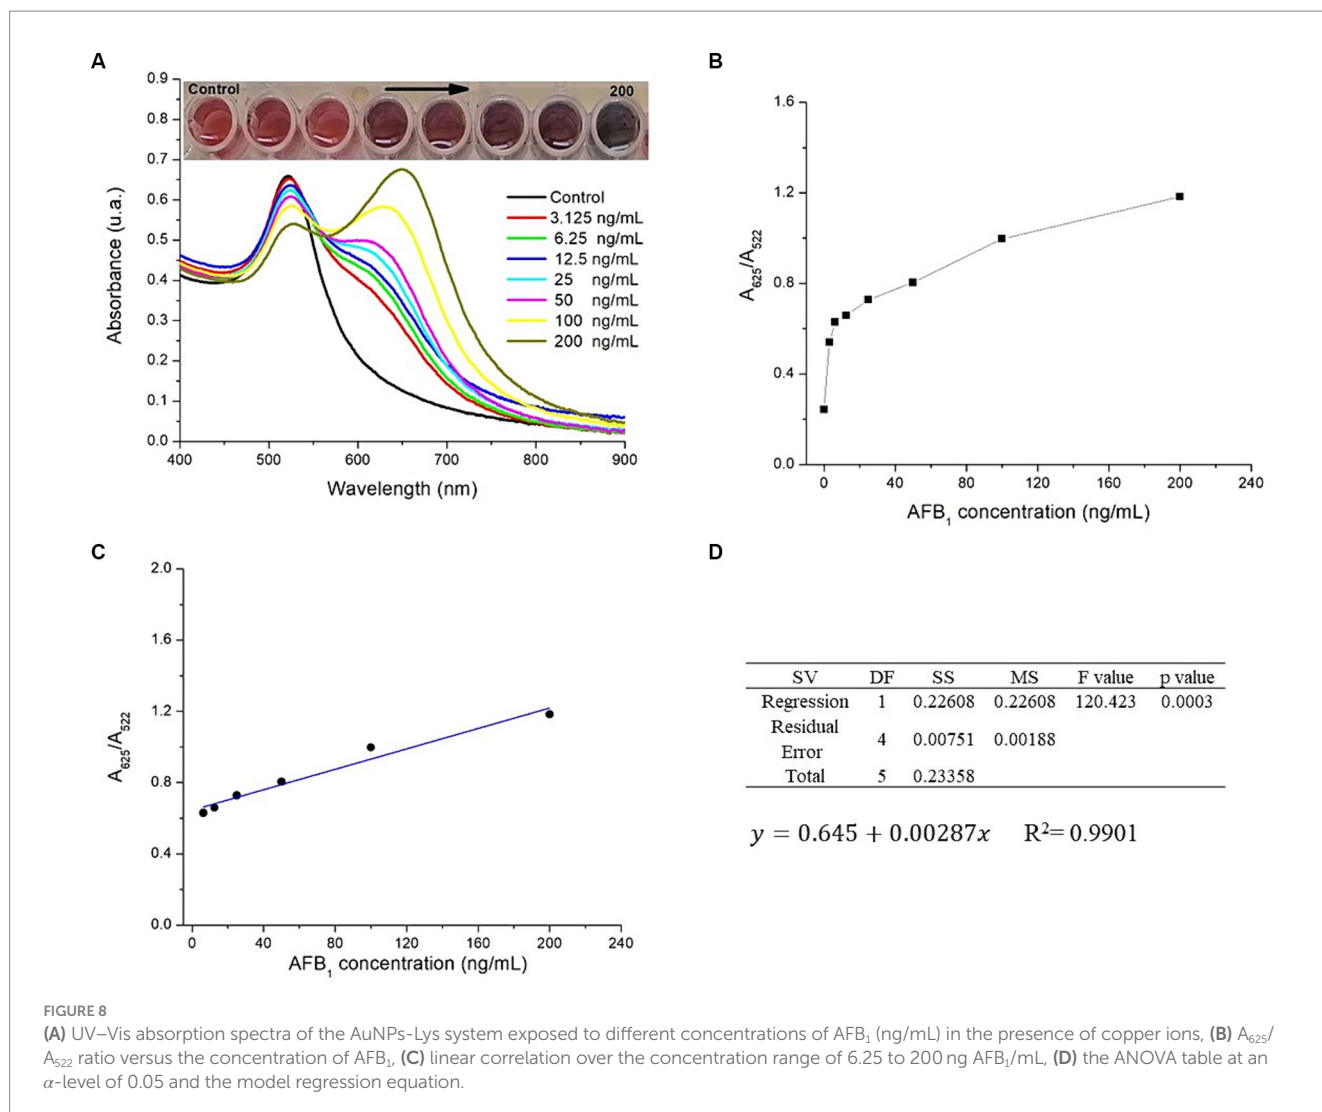 A
0.9
0.8
0.7
0.6
0.5
0.4
0.3
0.2
0.1
0.0
Absorbance (u.a.)
Control
200
Control
3.125 ng/mL
6.25 ng/mL
12.5 ng/mL
25 ng/mL
50 ng/mL
100 ng/mL
200 ng/mL
400 500 600 700 800 900
Wavelength (nm)
B
1.6
1.2
0.8
0.4
0.0
A₆₂₅/A₅₂₂
0 40 80 120 160 200 240
AFB₁ concentration (ng/mL)
C
2.0
1.6
1.2
0.8
0.4
0.0
A₆₂₅/A₅₂₂
0 40 80 120 160 200 240
AFB₁ concentration (ng/mL)
D
SV DF SS MS F value p value
Regression 1 0.22608 0.22608 120.423 0.0003
Residual
Error 4 0.00751 0.00188
Total 5 0.23358
y = 0.645 + 0.00287x R²= 0.9901
FIGURE 8
(A) UV–Vis absorption spectra of the AuNPs-Lys system exposed to different concentrations of AFB₁ (ng/mL) in the presence of copper ions, (B) A₆₂₅/
A₅₂₂ ratio versus the concentration of AFB₁, (C) linear correlation over the concentration range of 6.25 to 200 ng AFB₁/mL, (D) the ANOVA table at an
α-level of 0.05 and the model regression equation.